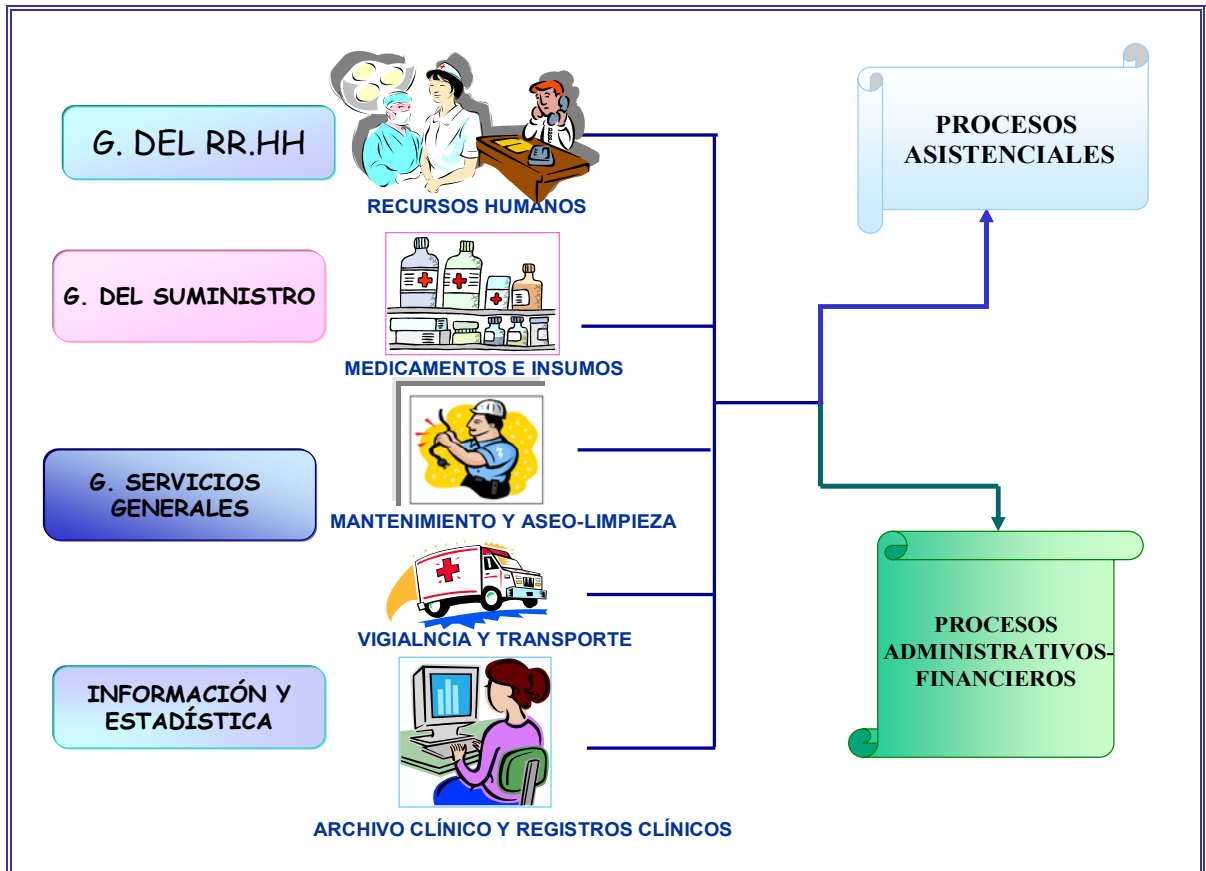 G. DEL RR.HH
RECURSOS HUMANOS
G. DEL SUMINISTRO
MEDICAMENTOS E INSUMOS
G. SERVICIOS
GENERALES
MANTENIMIENTO Y ASEO-LIMPIEZA
VIGIALNCIA Y TRANSPORTE
INFORMACIÓN Y
ESTADÍSTICA
ARCHIVO CLÍNICO Y REGISTROS CLÍNICOS
PROCESOS
ASISTENCIALES
PROCESOS
ADMINISTRATIVOS-
FINANCIEROS